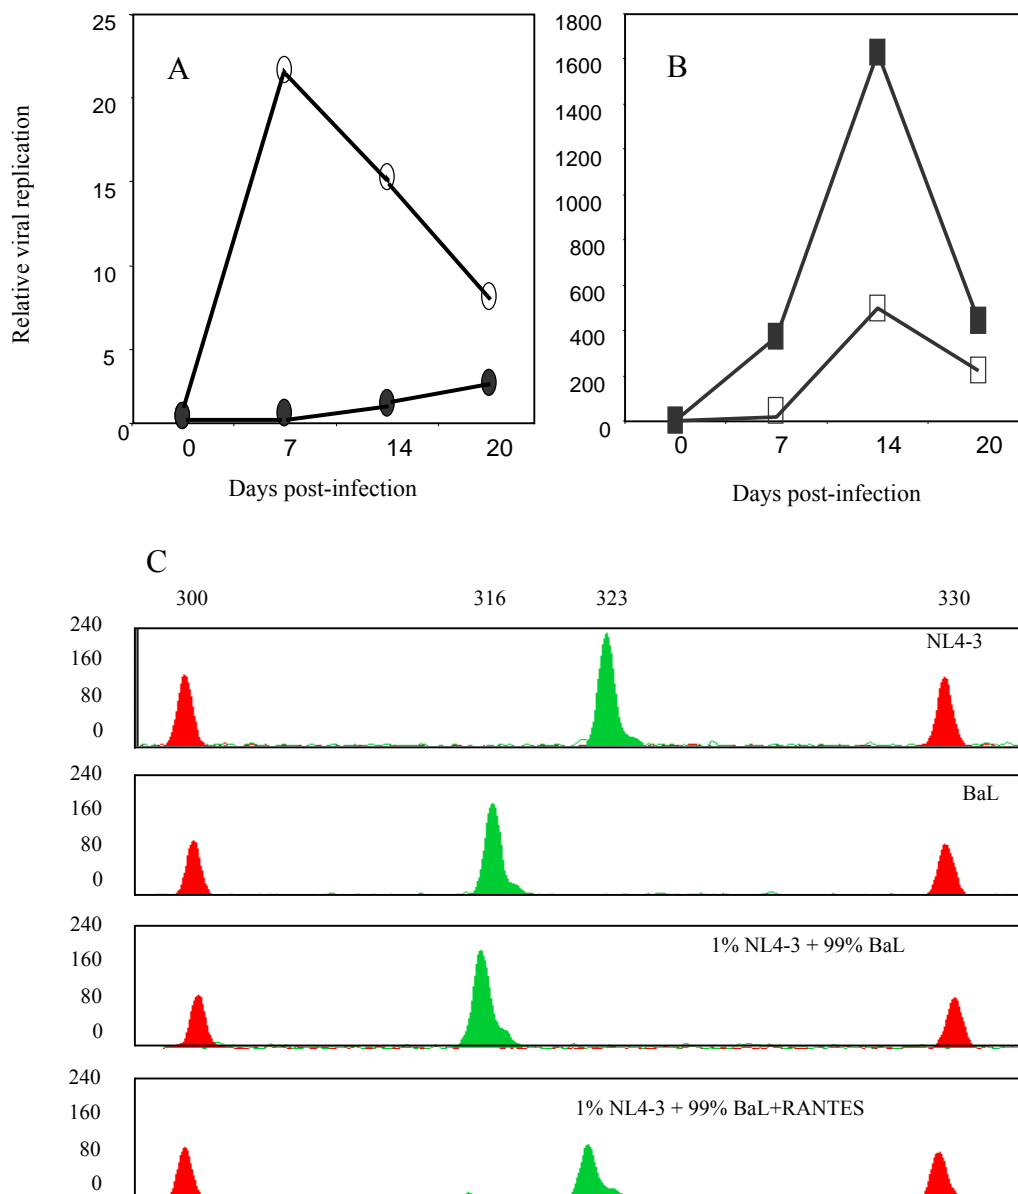 25
20
15
10
5
0
A
Relative viral replication
0 7 14 20
Days post-infection
1800
1600
1400
1200
1000
800
600
400
200
0
B
0 7 14 20
Days post-infection
C
300 316 323 330
240
160
80
0
NL4-3
240
160
80
0
BaL
240
160
80
0
1% NL4-3 + 99% BaL
240
160
80
0
1% NL4-3 + 99% BaL+RANTES